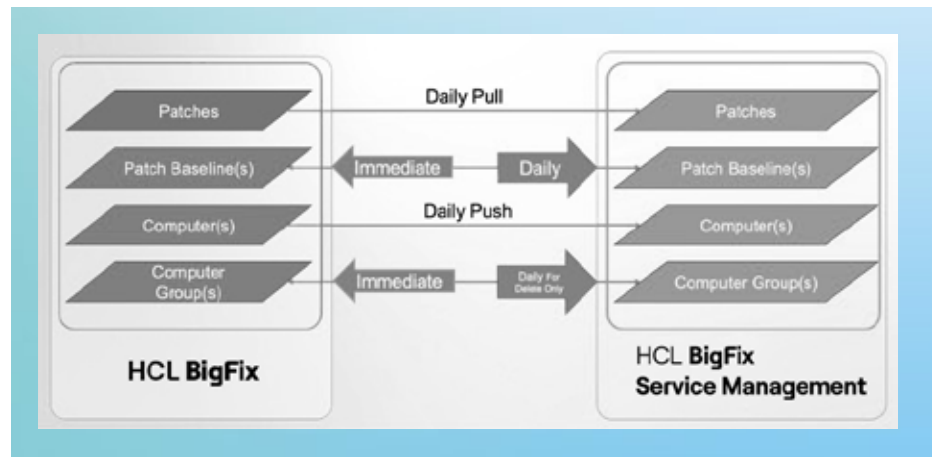 Patches
Daily Pull
Patches
Patch Baseline(s)
Immediate
Daily
Patch Baseline(s)
Computer(s)
Daily Push
Computer(s)
Computer
Group(s)
Immediate
Daily For
Delete Only
Computer Group(s)
HCL BigFix
HCL BigFix
Service Management